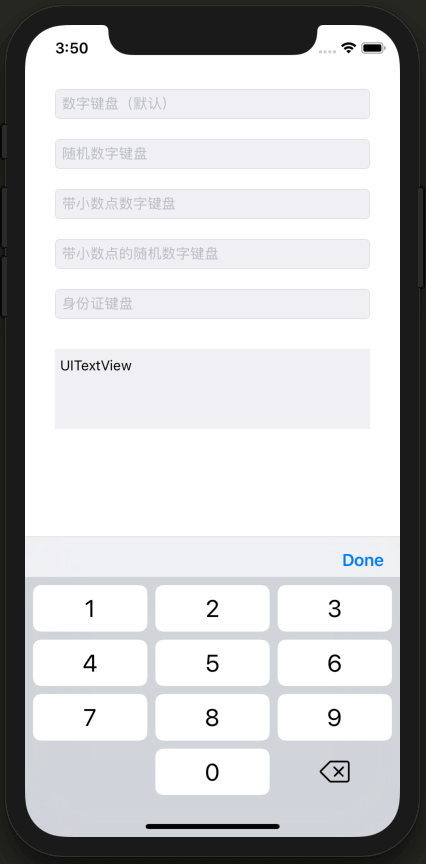 3:50
数字键盘（默认）
随机数字键盘
带小数点数字键盘
带小数点的随机数字键盘
身份证键盘
UITextView
Done
1 2 3
4 5 6
7 8 9
0